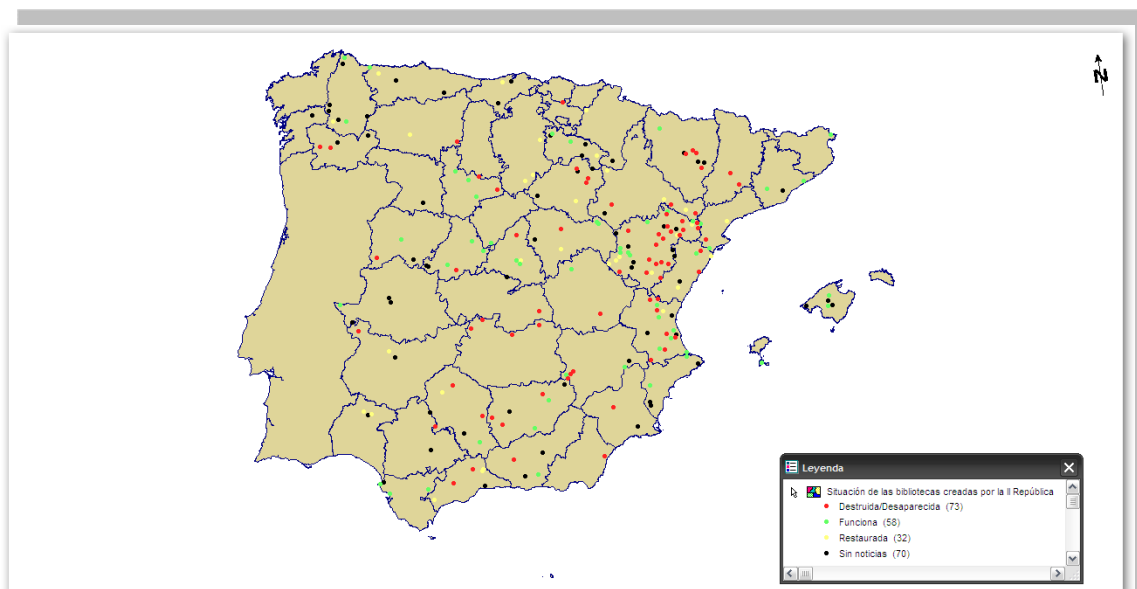 N
Leyenda
Situación de las bibliotecas creadas por la II República
Destruida/Desaparecida (73)
Funciona (58)
Restaurada (32)
Sin noticias (70)